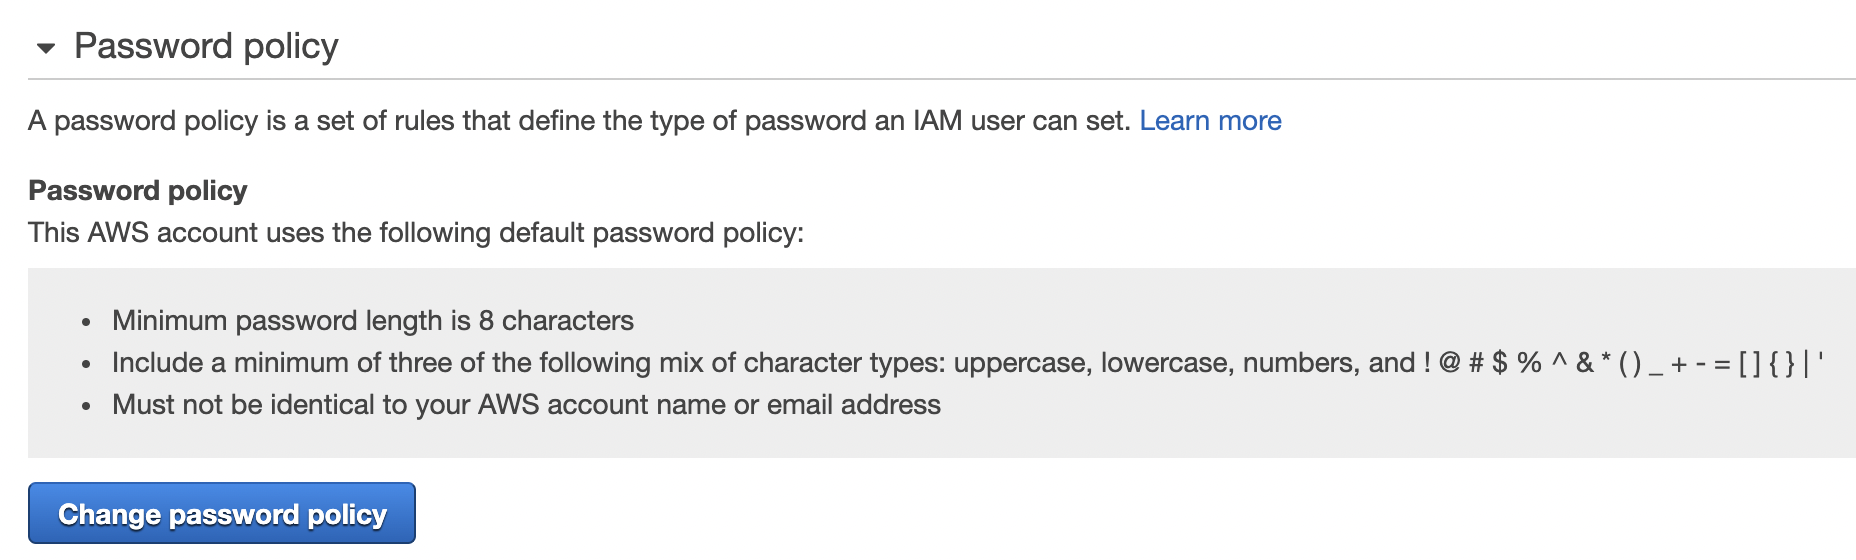 Password policy
A password policy is a set of rules that define the type of password an IAM user can set. Learn more
Password policy
This AWS account uses the following default password policy:
• Minimum password length is 8 characters
• Include a minimum of three of the following mix of character types: uppercase, lowercase, numbers, and ! @ # $ % ^ & * ( ) _ + - = [ ] { } | '
• Must not be identical to your AWS account name or email address
Change password policy